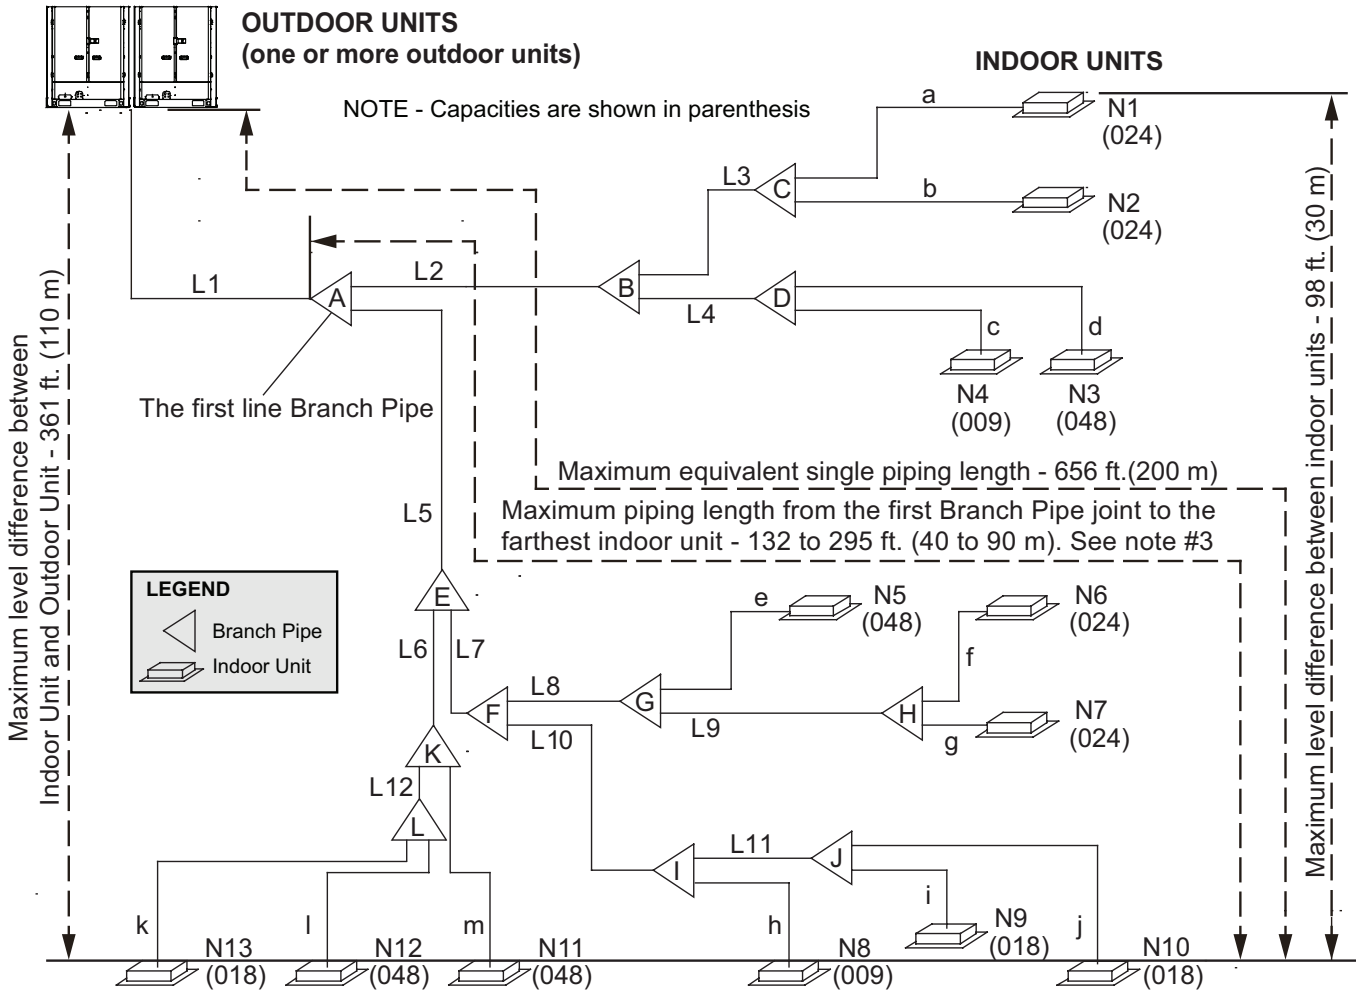 OUTDOOR UNITS
(one or more outdoor units)
INDOOR UNITS
NOTE - Capacities are shown in parenthesis
a
N1
(024)
L3
C
b
N2
(024)
L1
A
L2
B
L4
D
c
d
N4
(009)
N3
(048)
The first line Branch Pipe
Maximum level difference between
Indoor Unit and Outdoor Unit - 361 ft. (110 m)
Maximum level difference between indoor units - 98 ft. (30 m)
Maximum equivalent single piping length - 656 ft.(200 m)
Maximum piping length from the first Branch Pipe joint to the
farthest indoor unit - 132 to 295 ft. (40 to 90 m). See note #3
L5
LEGEND
Branch Pipe
Indoor Unit
E
e
N5
(048)
N6
(024)
L6
L7
f
L8
G
F
H
L9
L10
g
N7
(024)
K
L12
L
L11
J
I
i
k
l
m
h
j
N13
(018)
N12
(048)
N11
(048)
N8
(009)
N9
(018)
N10
(018)